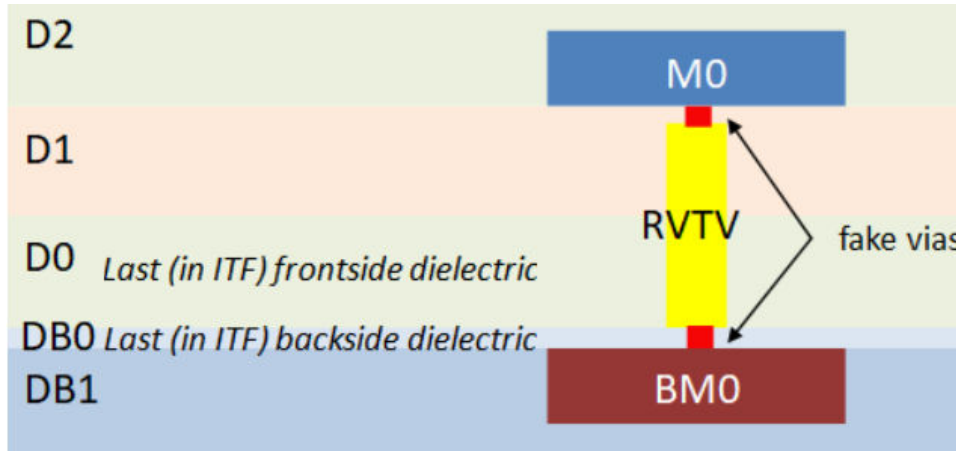 D2
M0
D1
RVTV
fake vias
D0 Last (in ITF) frontside dielectric
DB0 Last (in ITF) backside dielectric
DB1
BM0